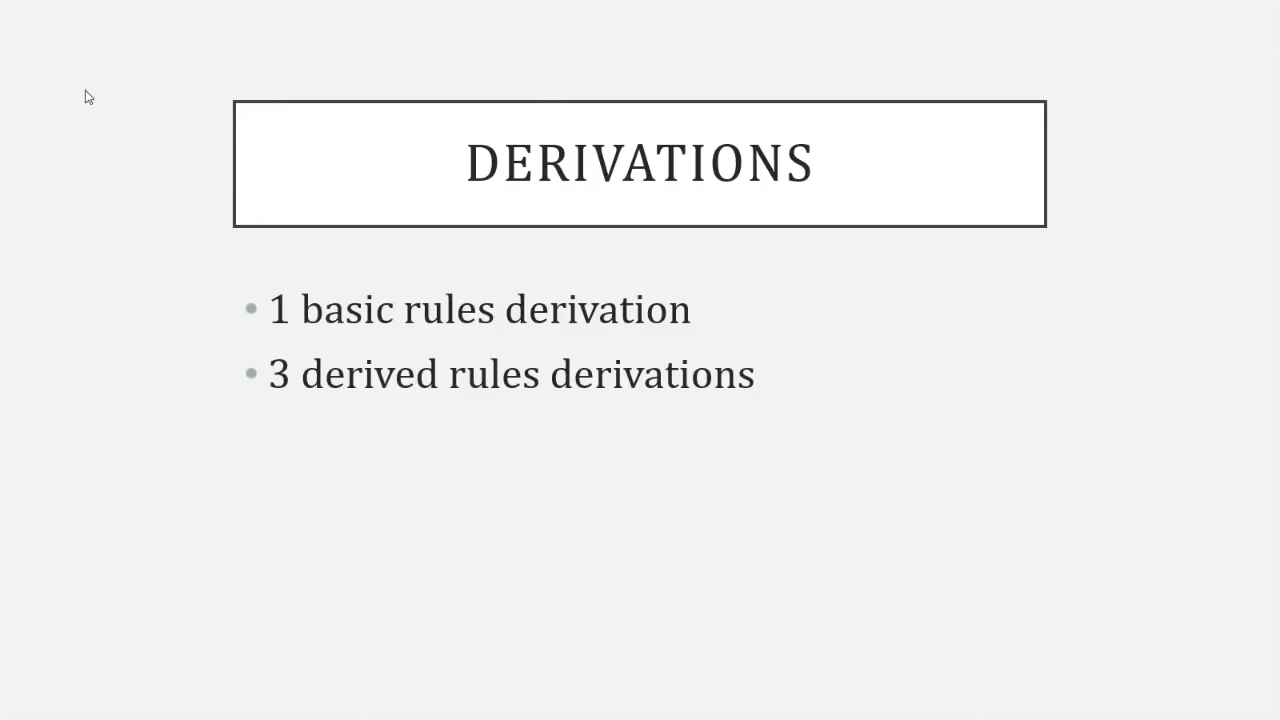 DERIVATIONS
• 1 basic rules derivation
• 3 derived rules derivations